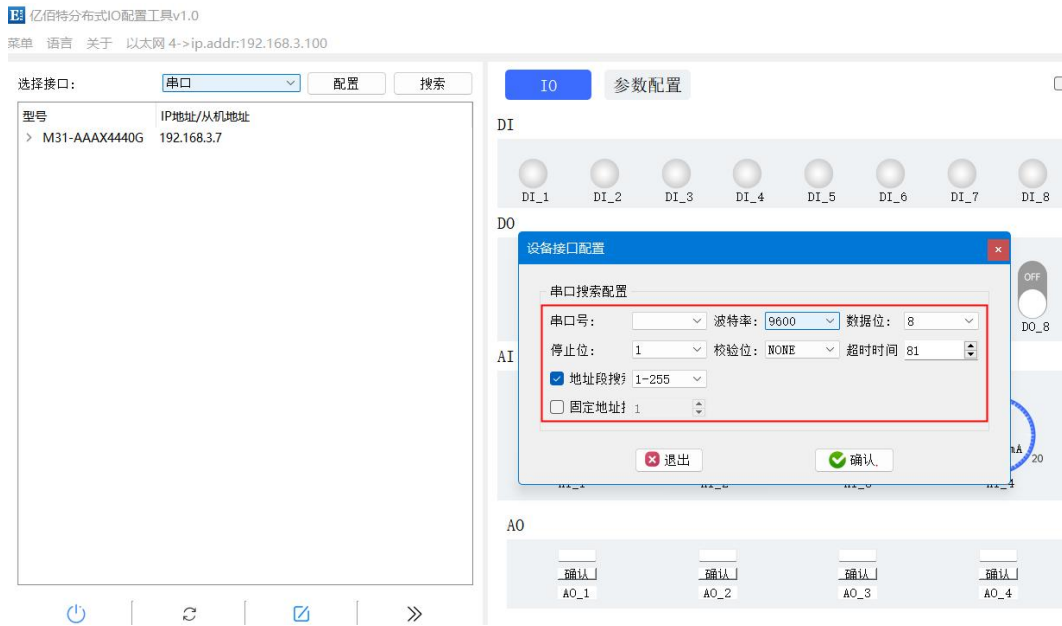 亿佰特分布式IO配置工具v1.0
菜单 语言 关于 以太网 4->ip.addr:192.168.3.100
选择接口: 串口 配置 搜索
型号 IP地址/从机地址
M31-AAAX4440G 192.168.3.7
IO 参数配置
DI
DI_1 DI_2 DI_3 DI_4 DI_5 DI_6 DI_7 DI_8
DO
设备接口配置
串口搜索配置
串口号: 波特率: 9600 数据位: 8
停止位: 1 校验位: NONE 超时时间 81
地址段搜 1-255
固定地址 1
退出 确认
OFF
DO_8
AI
mA
20
AO
确认 确认 确认 确认
AO_1 AO_2 AO_3 AO_4